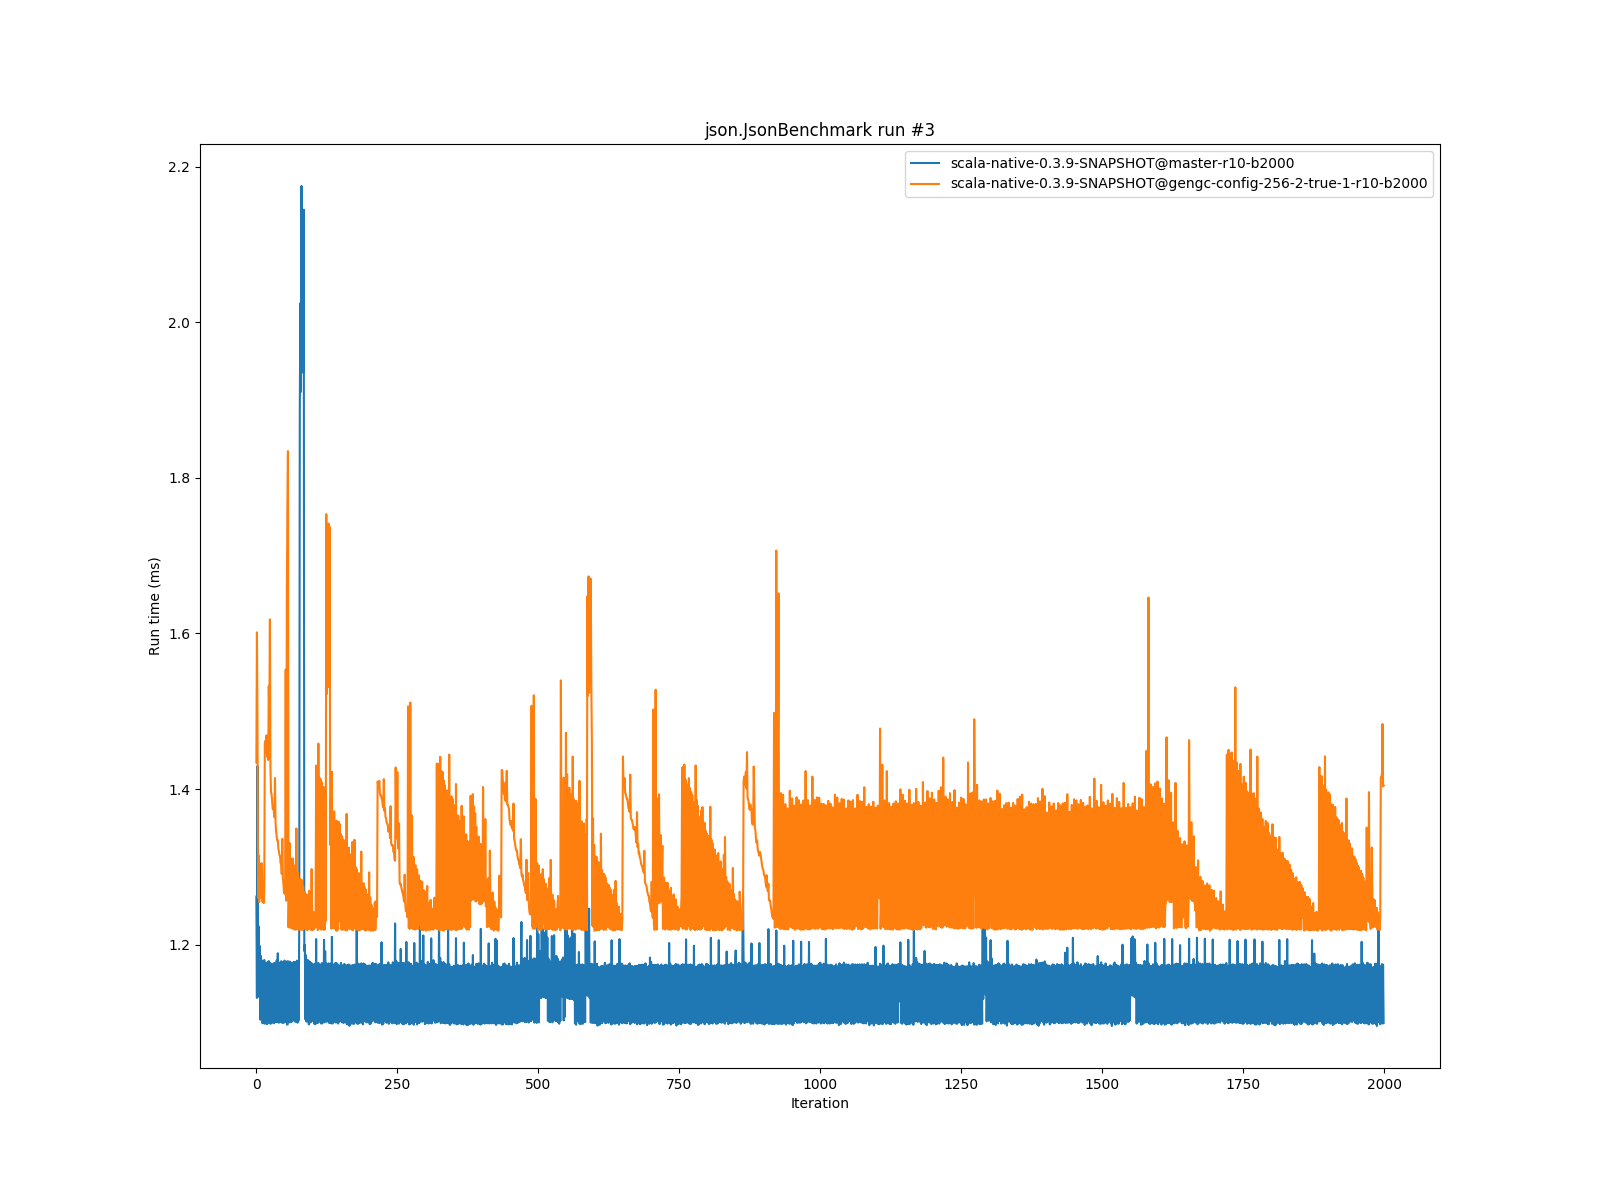 json.JsonBenchmark run #3
scala-native-0.3.9-SNAPSHOT@master-r10-b2000
scala-native-0.3.9-SNAPSHOT@gengc-config-256-2-true-1-r10-b2000
2.2
2.0
1.8
1.6
1.4
1.2
Run time (ms)
0 250 500 750 1000 1250 1500 1750 2000
Iteration